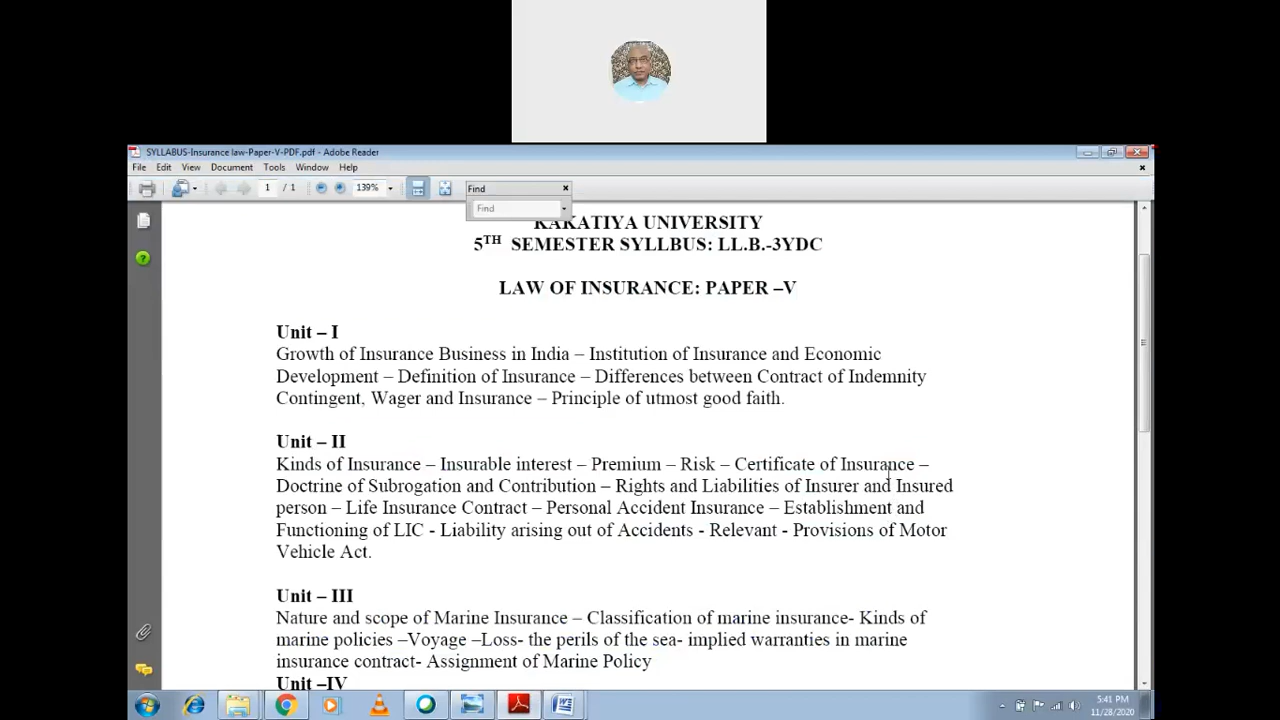 SYLLABUS-Insurance law-Paper-V-PDF.pdf - Adobe Reader
File Edit View Document Tools Window Help
1 / 1 139% Find
Find
KAKATIYA UNIVERSITY
5TH SEMESTER SYLLBUS: LL.B.-3YDC
LAW OF INSURANCE: PAPER –V
Unit – I
Growth of Insurance Business in India – Institution of Insurance and Economic
Development – Definition of Insurance – Differences between Contract of Indemnity
Contingent, Wager and Insurance – Principle of utmost good faith.
Unit – II
Kinds of Insurance – Insurable interest – Premium – Risk – Certificate of Insurance –
Doctrine of Subrogation and Contribution – Rights and Liabilities of Insurer and Insured
person – Life Insurance Contract – Personal Accident Insurance – Establishment and
Functioning of LIC - Liability arising out of Accidents - Relevant - Provisions of Motor
Vehicle Act.
Unit – III
Nature and scope of Marine Insurance – Classification of marine insurance- Kinds of
marine policies –Voyage –Loss- the perils of the sea- implied warranties in marine
insurance contract- Assignment of Marine Policy
Unit –IV
5:41 PM
11/28/2020